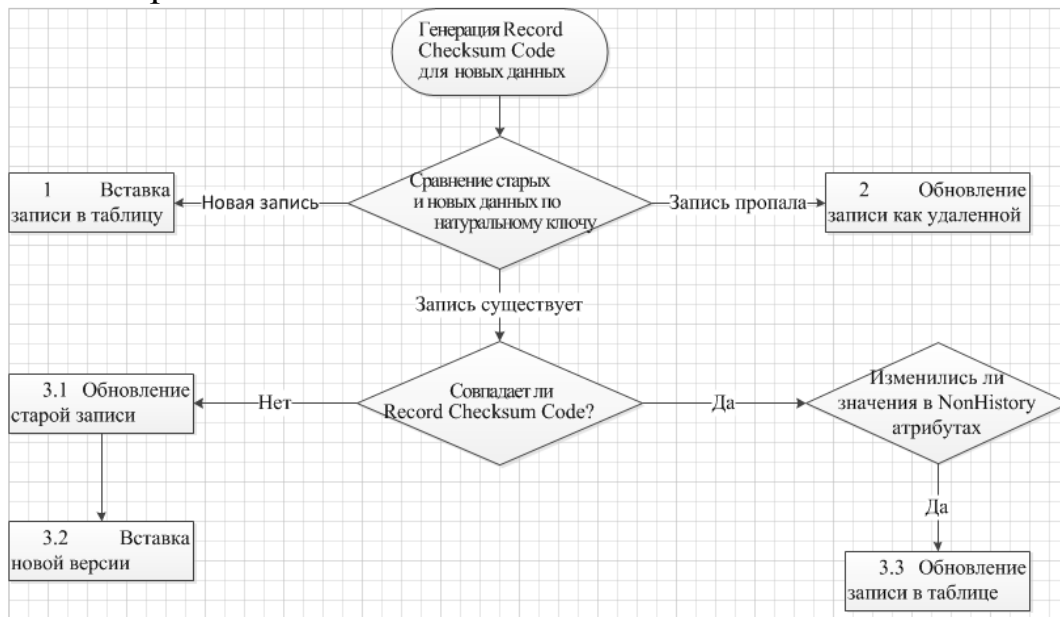 Генерация Record
Checksum Code
для новых данных
Сравнение старых
и новых данных по
натуральному ключу
1 Вставка
записи в таблицу
Новая запись
Запись пропала
2 Обновление
записи как удаленной
Запись существует
3.1 Обновление
старой записи
Нет
Совпадает ли
Record Checksum Code?
Да
Изменились ли
значения в NonHistory
атрибутах
Да
3.2 Вставка
новой версии
3.3 Обновление
записи в таблице